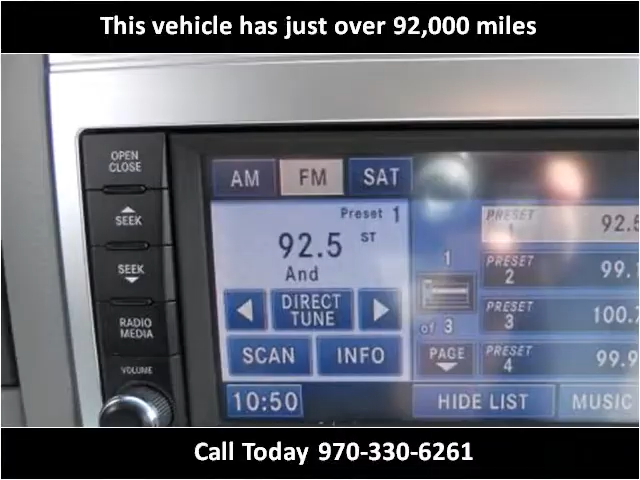 This vehicle has just over 92,000 miles
OPEN
CLOSE
SEEK
SEEK
RADIO
MEDIA
VOLUME
AM FM SAT
Preset 1
92.5 ST
And
DIRECT
TUNE
SCAN INFO
10:50
1
of 3
PAGE
PRESET
1 92.5
PRESET
2 99.1
PRESET
3 100.7
PRESET
4 99.9
HIDE LIST MUSIC
Call Today 970-330-6261